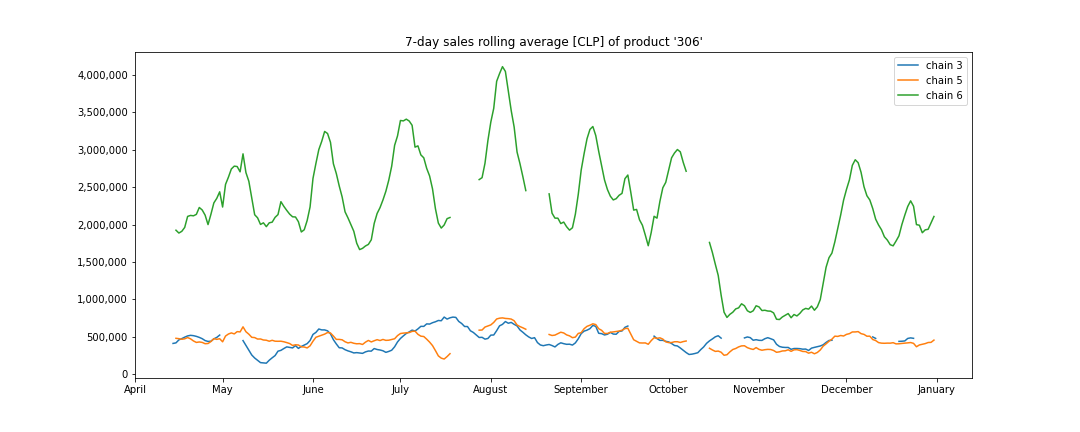 7-day sales rolling average [CLP] of product '306'
chain 3
chain 5
chain 6
4,000,000
3,500,000
3,000,000
2,500,000
2,000,000
1,500,000
1,000,000
500,000
0
April May June July August September October November December January